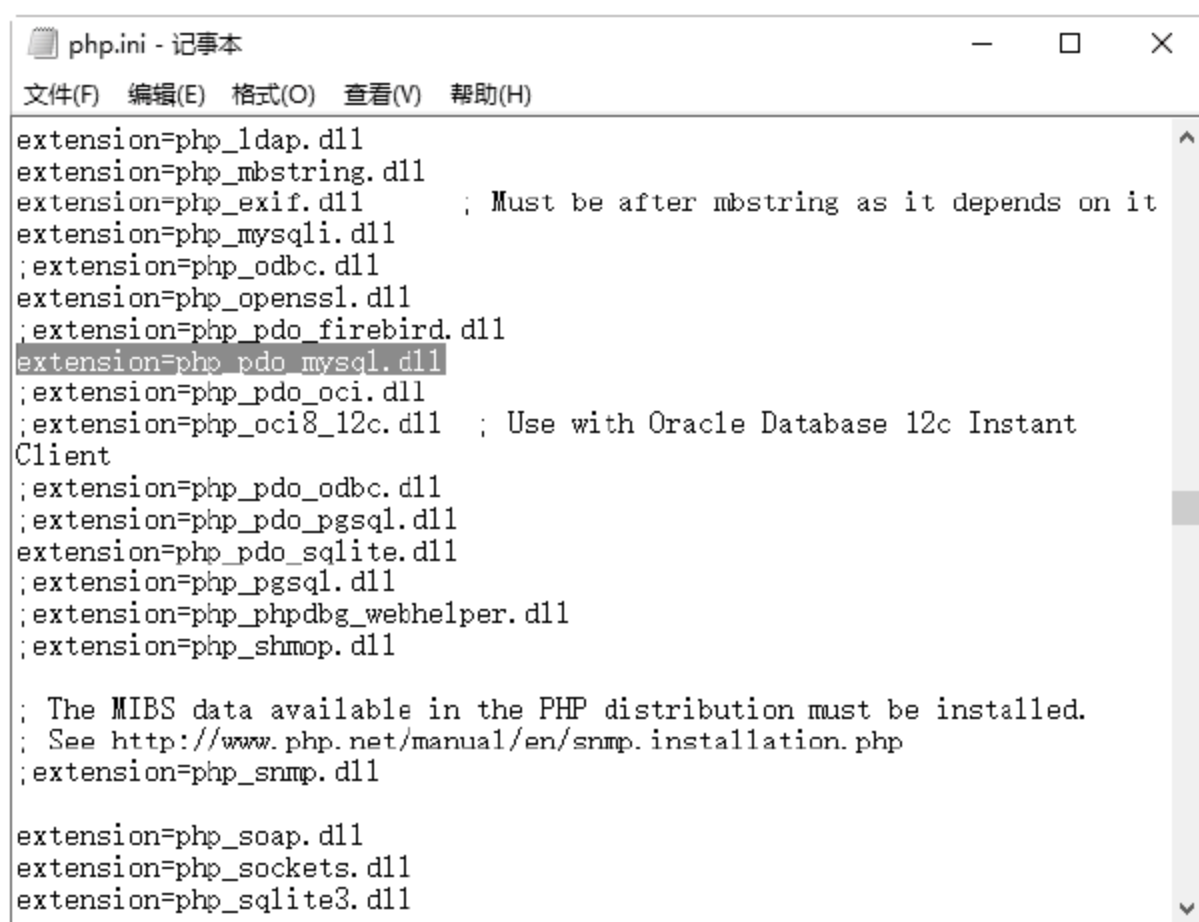 php.ini - 记事本
文件(F) 编辑(E) 格式(O) 查看(V) 帮助(H)
extension=php_ldap.dll
extension=php_mbstring.dll
extension=php_exif.dll      ; Must be after mbstring as it depends on it
extension=php_mysqli.dll
;extension=php_odbc.dll
extension=php_openssl.dll
;extension=php_pdo_firebird.dll
extension=php_pdo_mysql.dll
;extension=php_pdo_oci.dll
;extension=php_oci8_12c.dll  ; Use with Oracle Database 12c Instant
Client
;extension=php_pdo_odbc.dll
;extension=php_pdo_pgsql.dll
extension=php_pdo_sqlite.dll
;extension=php_pgsql.dll
;extension=php_phpdbg_webhelper.dll
;extension=php_shmop.dll
; The MIBS data available in the PHP distribution must be installed.
; See http://www.php.net/manual/en/snmp.installation.php
;extension=php_snmp.dll
extension=php_soap.dll
extension=php_sockets.dll
extension=php_sqlite3.dll